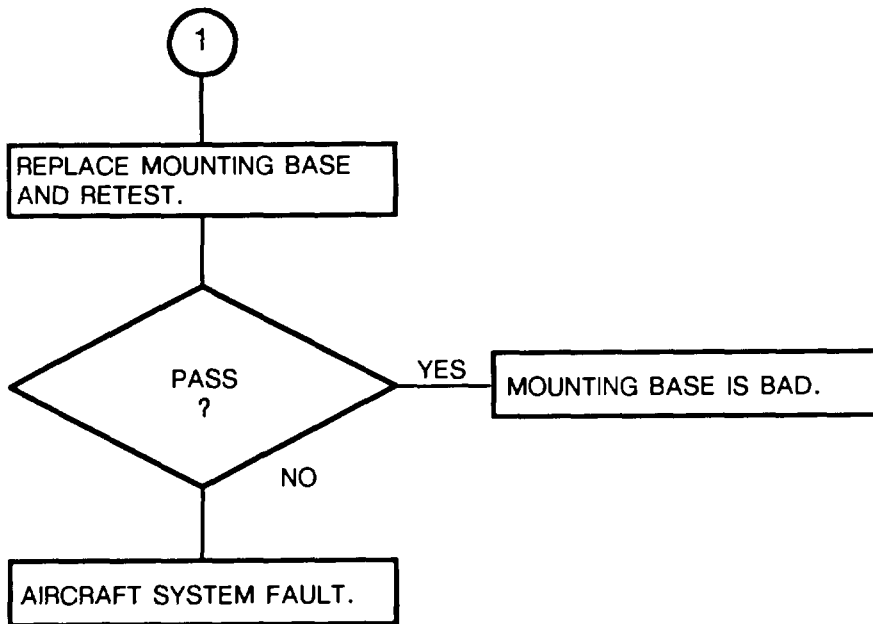 1
REPLACE MOUNTING BASE
AND RETEST.
PASS
?
YES
MOUNTING BASE IS BAD.
NO
AIRCRAFT SYSTEM FAULT.